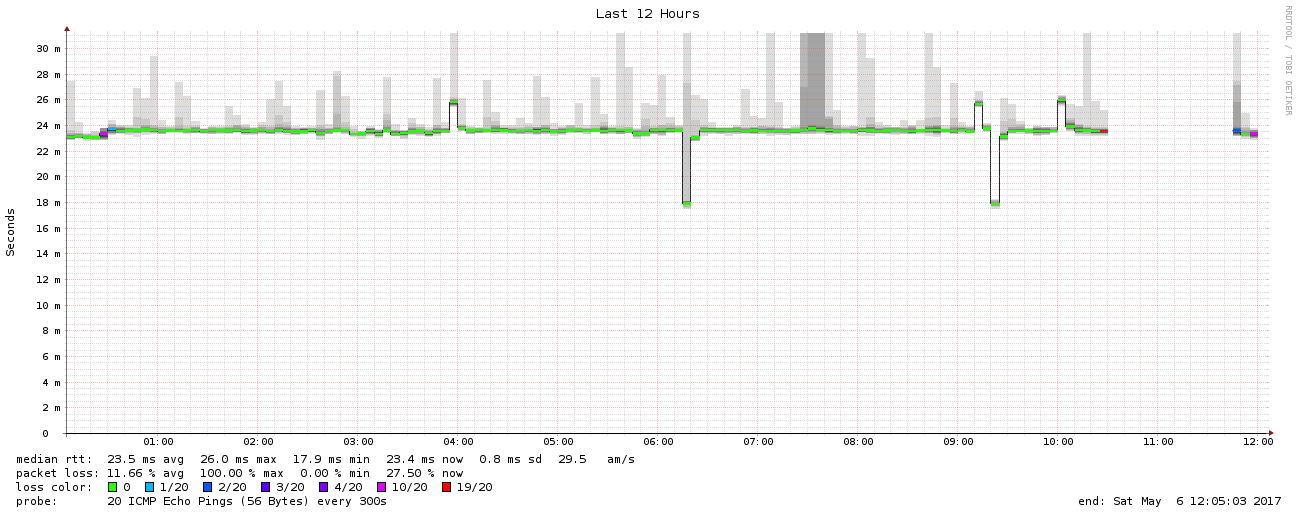 Last 12 Hours
RRDTOOL / TOBI OETIKER
Seconds
30 m
28 m
26 m
24 m
22 m
20 m
18 m
16 m
14 m
12 m
10 m
8 m
6 m
4 m
2 m
0
01:00 02:00 03:00 04:00 05:00 06:00 07:00 08:00 09:00 10:00 11:00 12:00
median rtt: 23.5 ms avg 26.0 ms max 17.9 ms min 23.4 ms now 0.8 ms sd 29.5 am/s
packet loss: 11.66 % avg 100.00 % max 0.00 % min 27.50 % now
loss color: 0 1/20 2/20 3/20 4/20 10/20 19/20
probe: 20 ICMP Echo Pings (56 Bytes) every 300s end: Sat May 6 12:05:03 2017